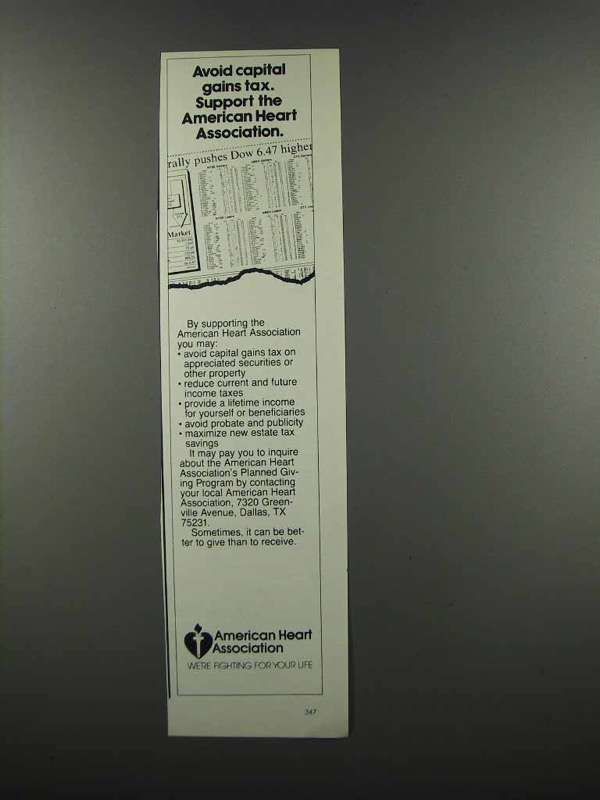 Avoid capital
gains tax.
Support the
American Heart
Association.
rally pushes Dow 6.47 higher
Market
By supporting the
American Heart Association
you may:
• avoid capital gains tax on
appreciated securities or
other property
• reduce current and future
income taxes
• provide a lifetime income
for yourself or beneficiaries
• avoid probate and publicity
• maximize new estate tax
savings
It may pay you to inquire
about the American Heart
Association's Planned Giv-
ing Program by contacting
your local American Heart
Association, 7320 Green-
ville Avenue, Dallas, TX
75231.
Sometimes, it can be bet-
ter to give than to receive.
American Heart
Association
WE'RE FIGHTING FOR YOUR LIFE
347